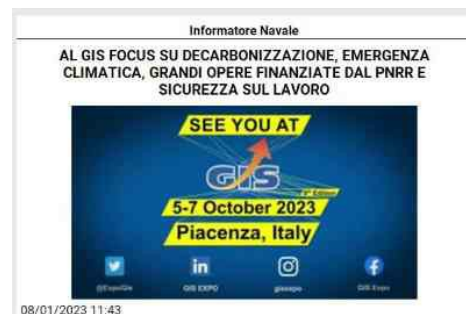 Informatore Navale
AL GIS FOCUS SU DECARBONIZZAZIONE, EMERGENZA
CLIMATICA, GRANDI OPERE FINANZIATE DAL PNRR E
SICUREZZA SUL LAVORO
SEE YOU AT
GIS
5-7 October 2023
Piacenza, Italy
@ExpoGis
GIS EXPO
gisexpo
GIS Expo
08/01/2023 11:43